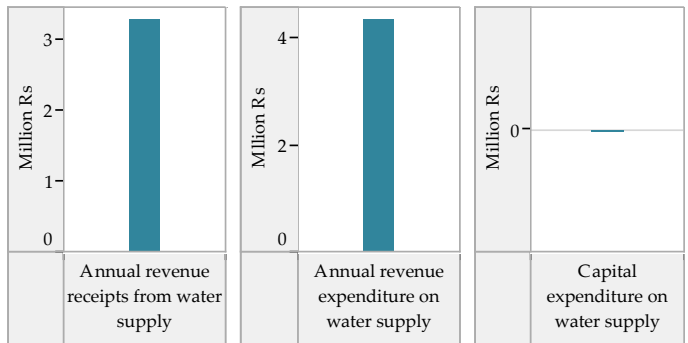 Million Rs
3
2
1
0
Annual revenue
receipts from water
supply
Mllion Rs
4
2
0
Annual revenue
expenditure on
water supply
Million Rs
0
Capital
expenditure on
water supply